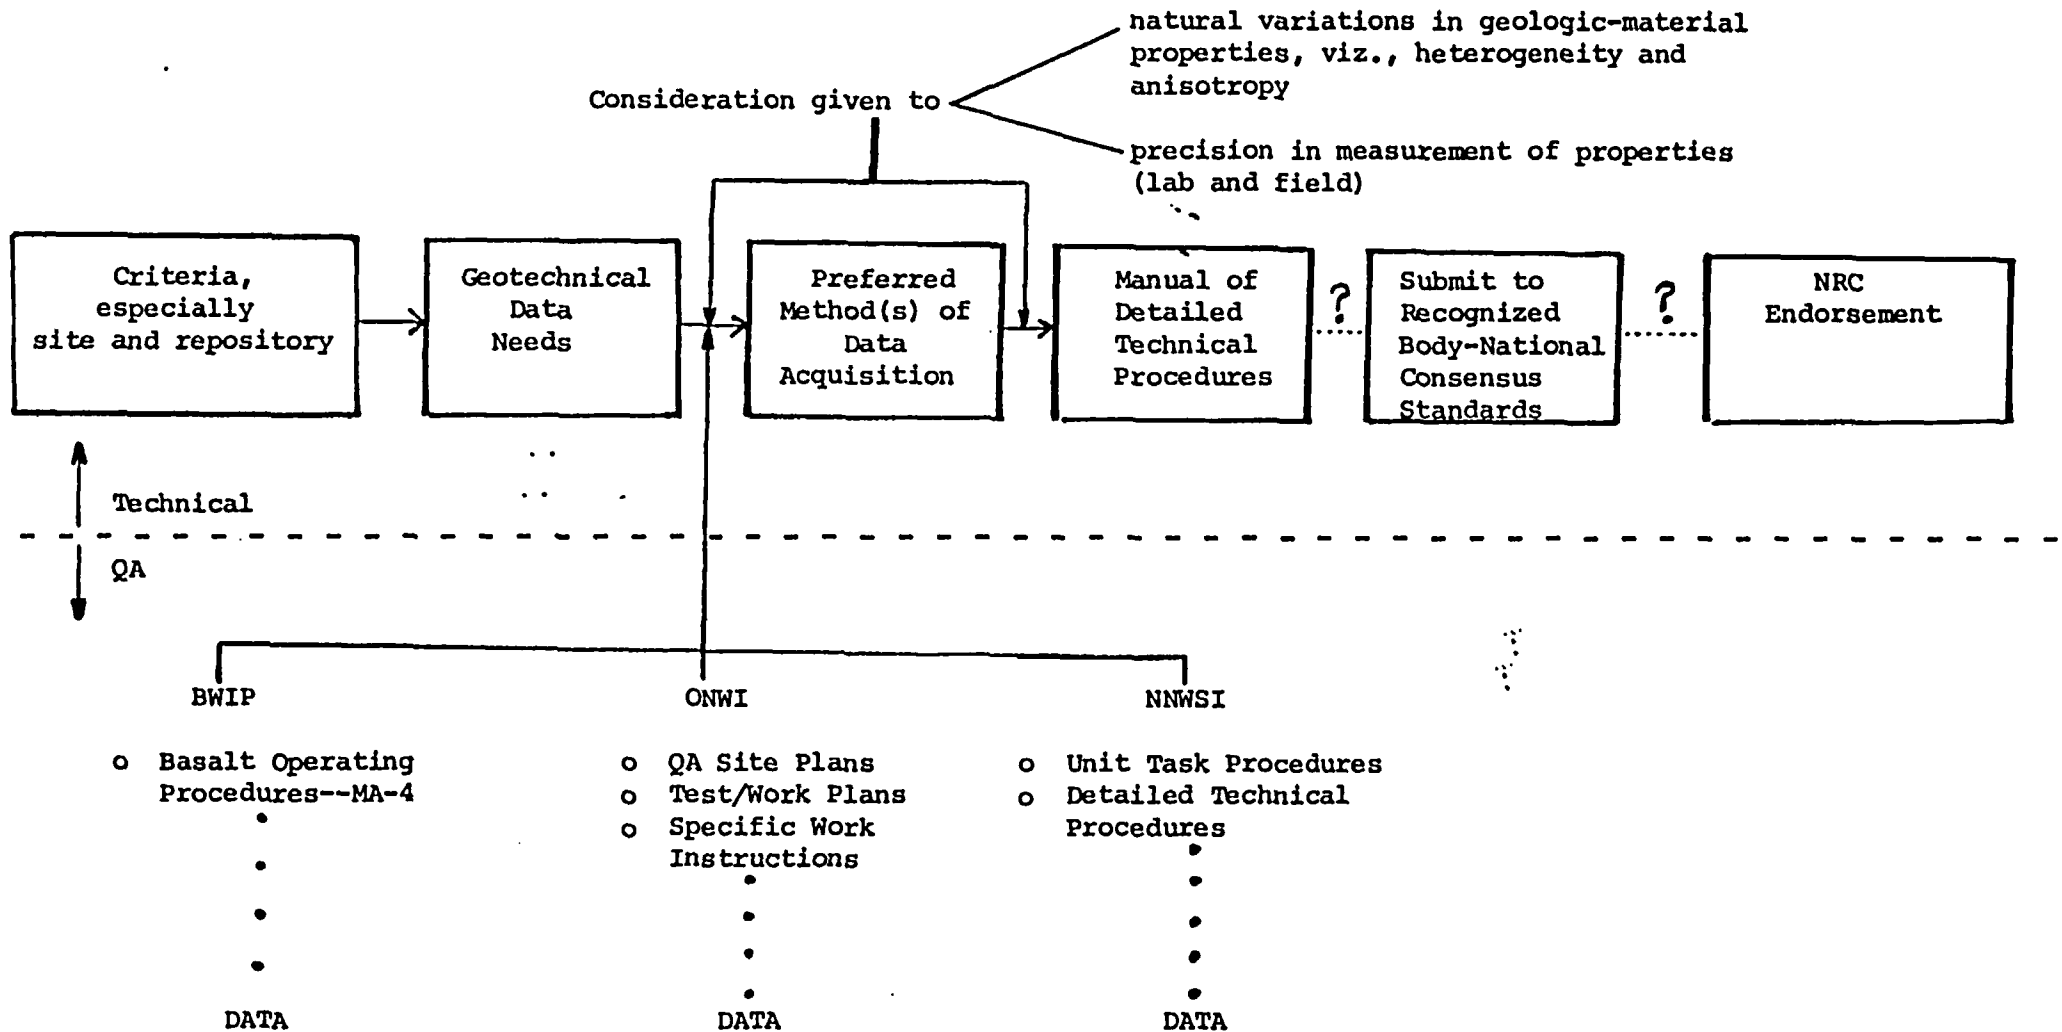 natural variations in geologic-material
properties, viz., heterogeneity and
anisotropy
Consideration given to
precision in measurement of properties
(lab and field)
Criteria,
especially
site and repository
Geotechnical
Data
Needs
Preferred
Method(s) of
Data
Acquisition
Manual of
Detailed
Technical
Procedures
?
Submit to
Recognized
Body-National
Consensus
Standards
?
NRC
Endorsement
Technical
QA
BWIP
o Basalt Operating
Procedures--MA-4
DATA
ONWI
o QA Site Plans
o Test/Work Plans
o Specific Work
Instructions
DATA
NNWSI
o Unit Task Procedures
o Detailed Technical
Procedures
DATA